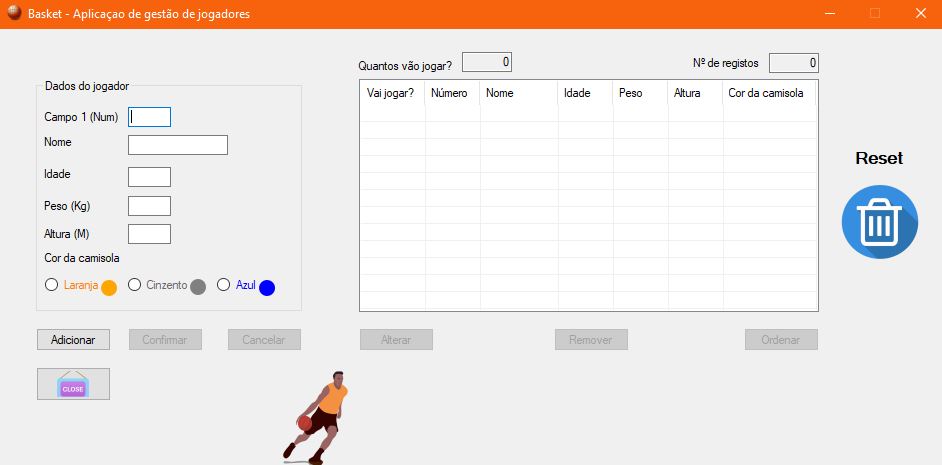 Basket - Aplicaçao de gestão de jogadores
Quantos vão jogar? 0
Nº de registos 0
Dados do jogador
Campo 1 (Num)
Nome
Idade
Peso (Kg)
Altura (M)
Cor da camisola
Laranja Cinzento Azul
Vai jogar? Número Nome Idade Peso Altura Cor da camisola
Reset
Adicionar Confirmar Cancelar Alterar Remover Ordenar
CLOSE